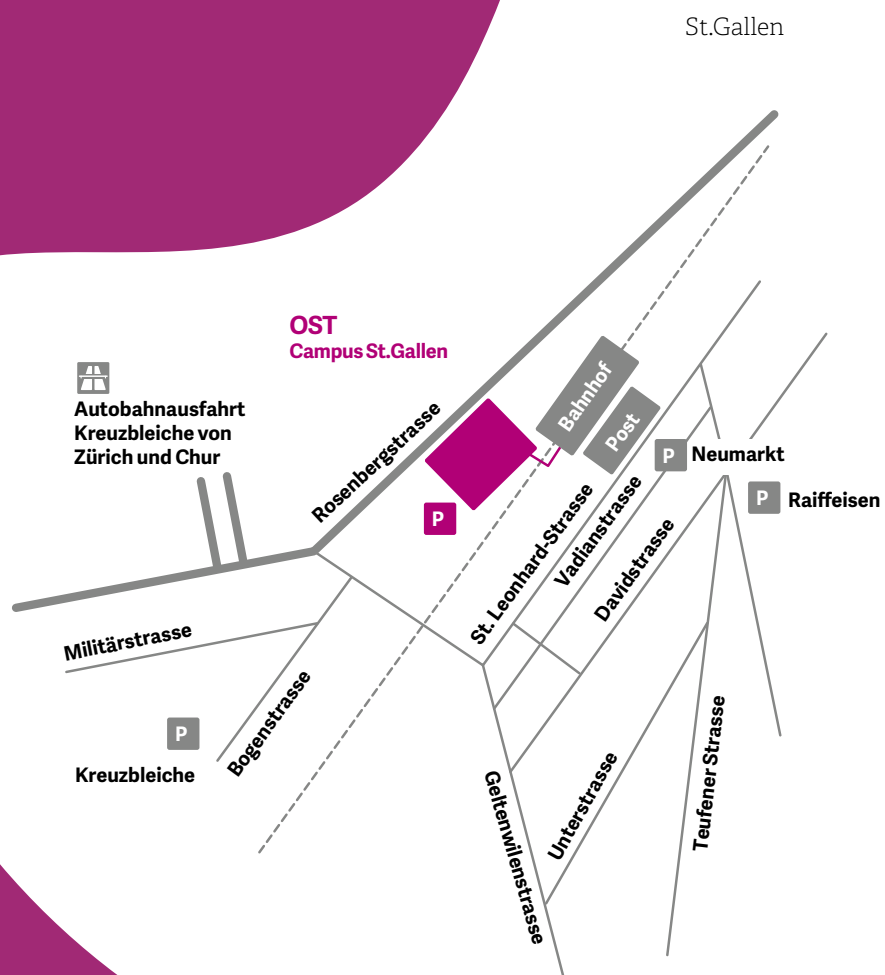 St.Gallen
OST
Campus St.Gallen
Autobahnausfahrt
Kreuzbleiche von
Zürich und Chur
Rosenbergstrasse
Bahnhof
Post
P
Neumarkt
P
Raiffeisen
P
St. Leonhard-Strasse
Vadianstrasse
Davidstrasse
Militärstrasse
Bogenstrasse
P
Kreuzbleiche
Geltenwilenstrasse
Unterstrasse
Teufener Strasse